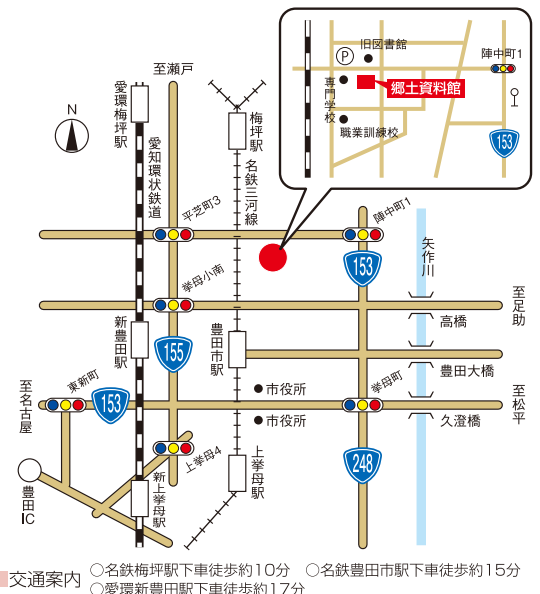 旧図書館
P
陣中町1
専門学校
郷土資料館
職業訓練校
153
至瀬戸
N
愛環梅坪駅
愛知環状鉄道
梅坪駅
名鉄三河線
平芝町3
陣中町1
153
矢作川
挙母小南
至足助
高橋
新豊田駅
155
豊田市駅
豊田大橋
至名古屋
東新町
153
市役所
挙母町
至松平
市役所
久澄橋
上挙母4
248
上挙母駅
豊田IC
新上挙母駅
交通案内 ○名鉄梅坪駅下車徒歩約10分 ○名鉄豊田市駅下車徒歩約15分
○愛環新豊田駅下車徒歩約17分